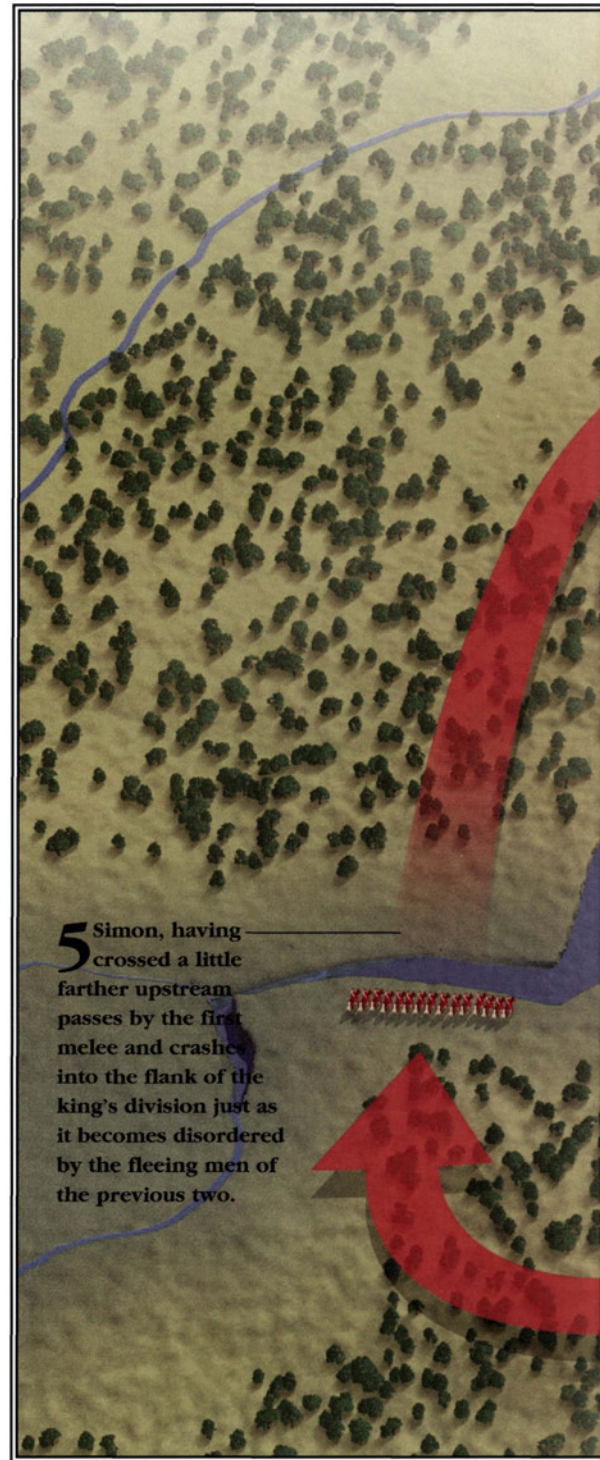 5 Simon, having
crossed a little
farther upstream
passes by the first
melee and crashes
into the flank of the
king's division just as
it becomes disordered
by the fleeing men of
the previous two.